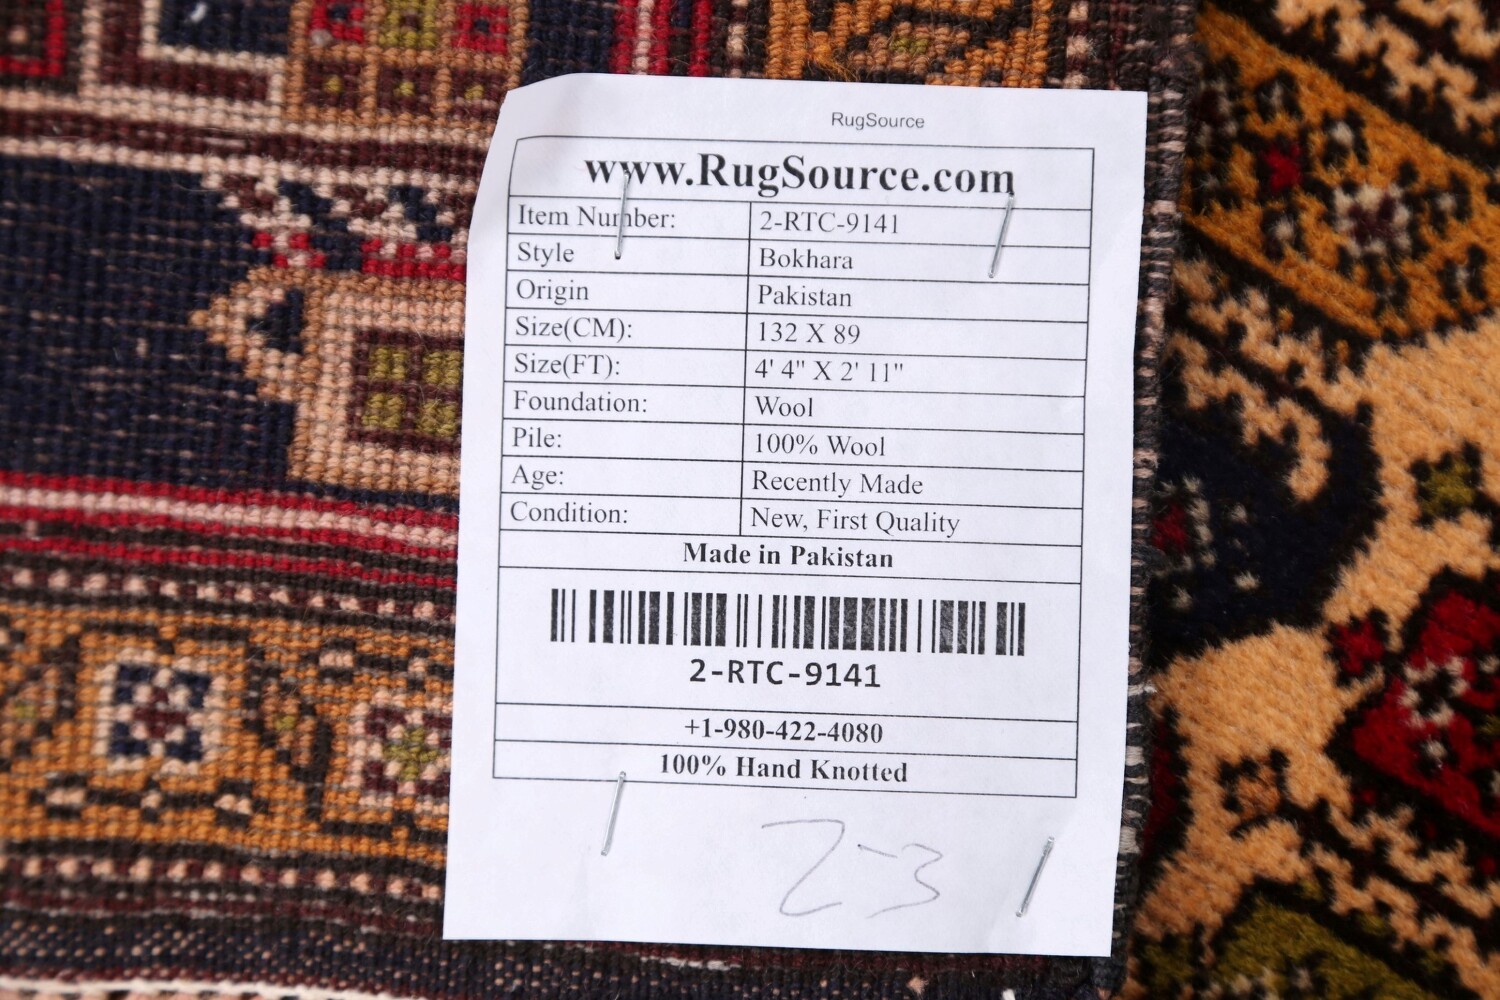 RugSource
www.RugSource.com
Item Number: 2-RTC-9141
Style Bokhara
Origin Pakistan
Size(CM): 132 X 89
Size(FT): 4' 4" X 2' 11"
Foundation: Wool
Pile: 100% Wool
Age: Recently Made
Condition: New, First Quality
Made in Pakistan
2-RTC-9141
+1-980-422-4080
100% Hand Knotted
Z-3